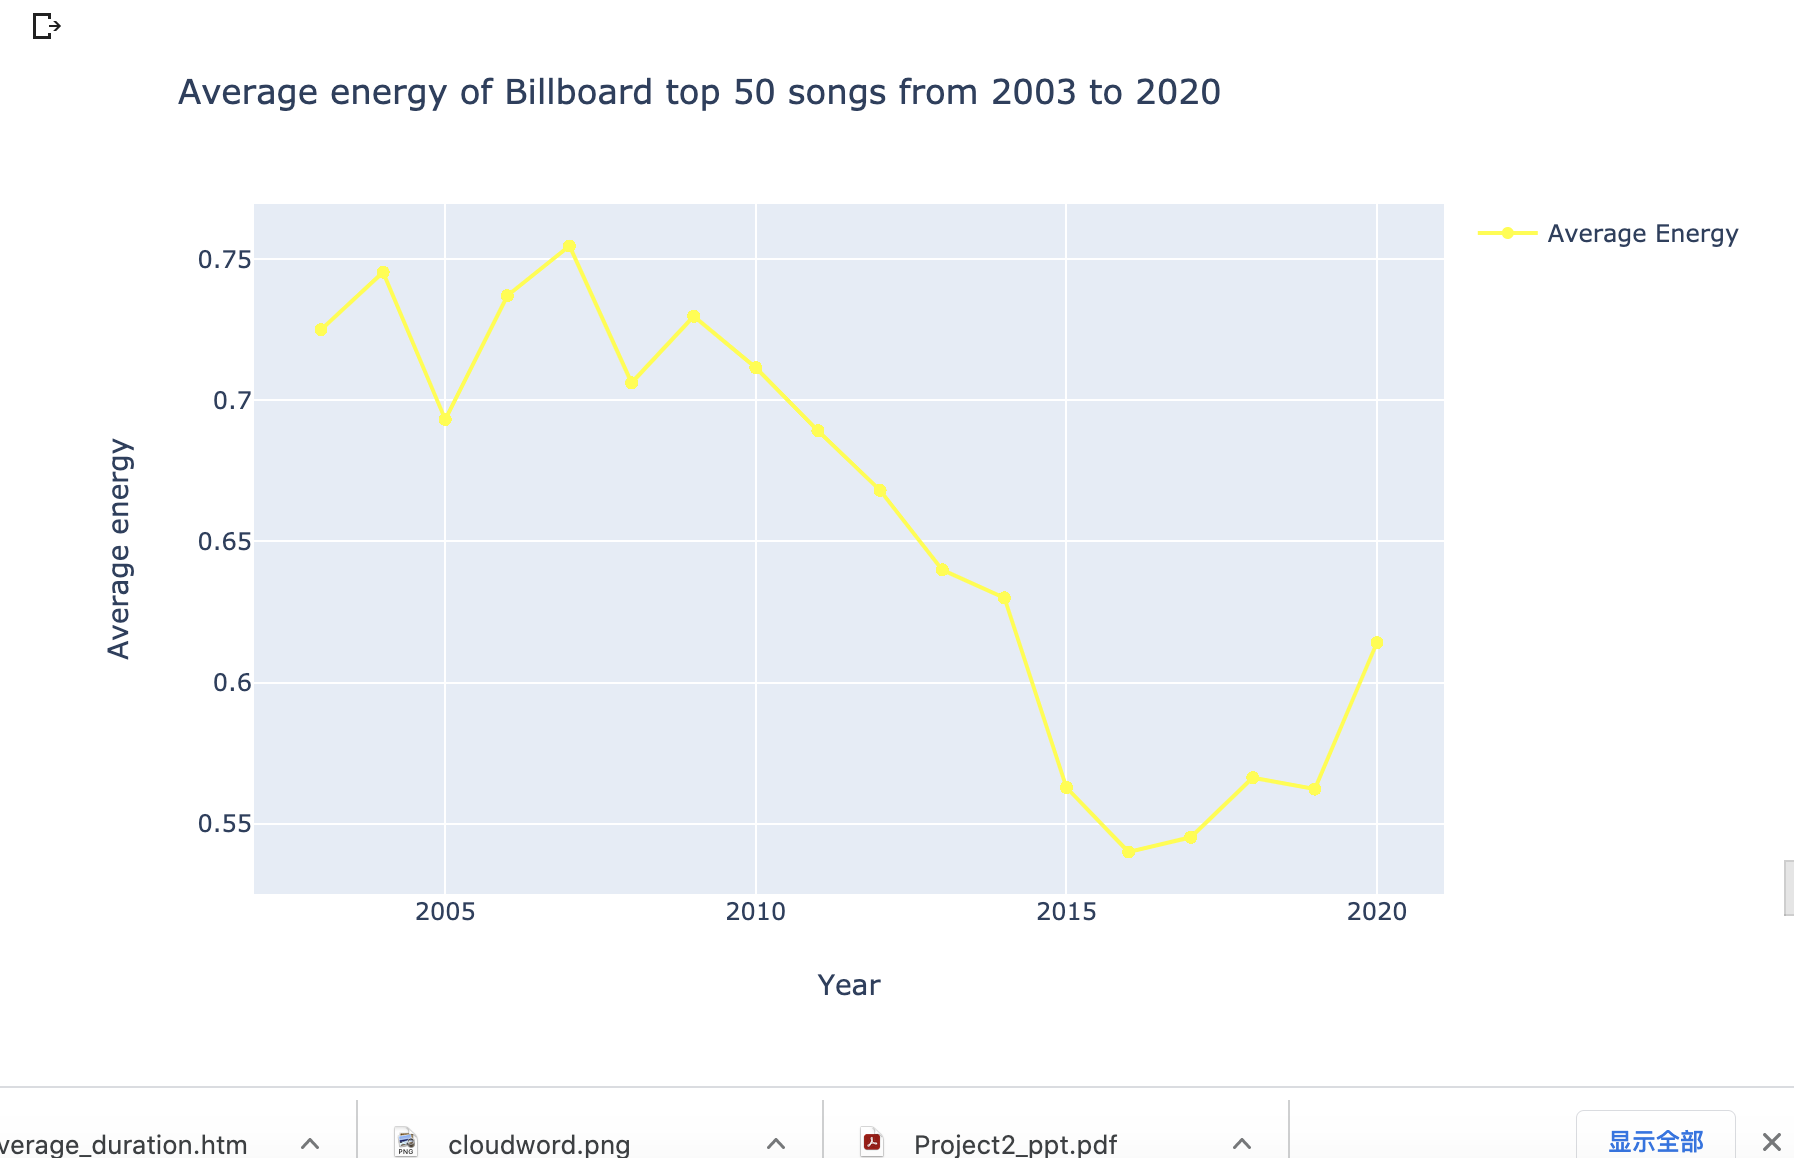 Average energy of Billboard top 50 songs from 2003 to 2020
Average Energy
0.75
0.7
0.65
0.6
0.55
Average energy
2005 2010 2015 2020
Year
verage_duration.htm
PNG
cloudword.png
Project2_ppt.pdf
显示全部